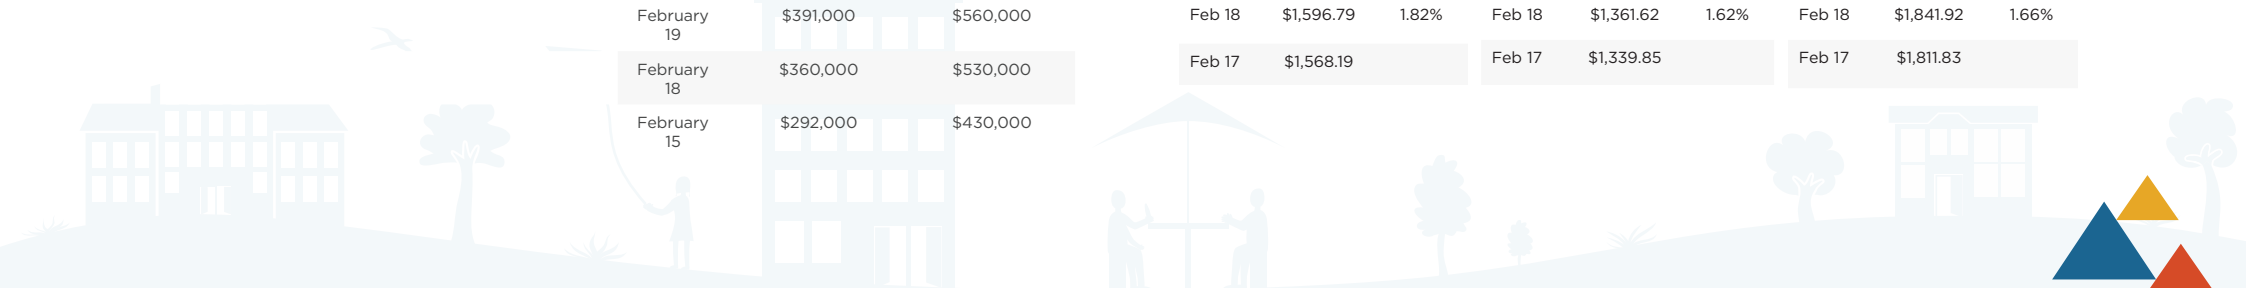 February $391,000 $560,000
19
February $360,000 $530,000
18
February $292,000 $430,000
15
Feb 18 $1,596.79 1.82%
Feb 17 $1,568.19
Feb 18 $1,361.62 1.62%
Feb 17 $1,339.85
Feb 18 $1,841.92 1.66%
Feb 17 $1,811.83